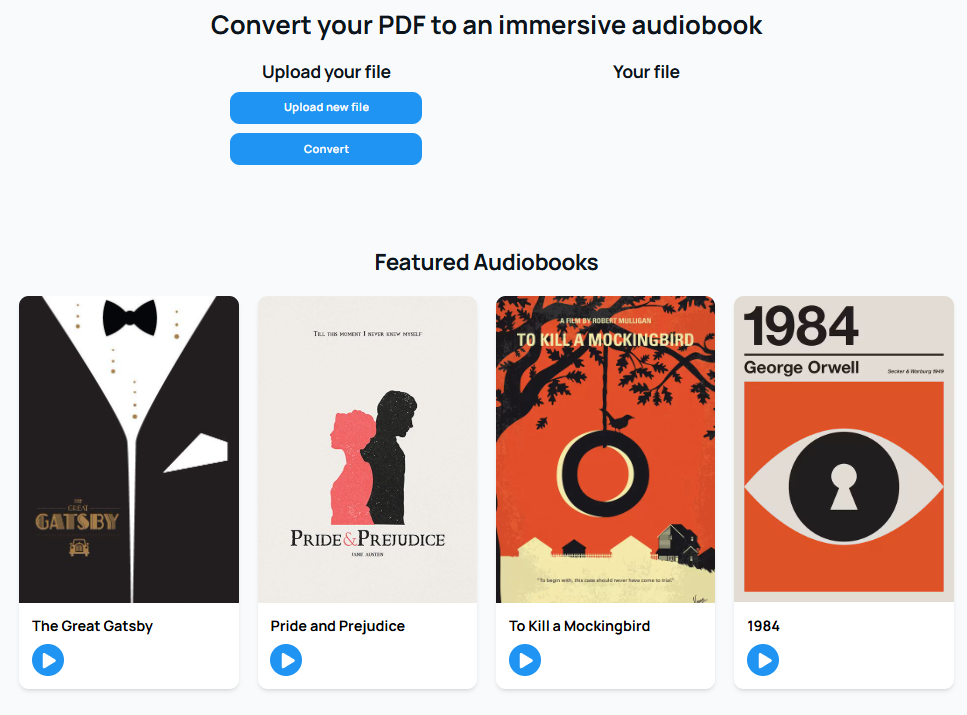 Convert your PDF to an immersive audiobook
Upload your file
Your file
Upload new file
Convert
Featured Audiobooks
THE
GREAT
GATSBY
TILL THIS MOMENT I NEVER KNEW MYSELF
PRIDE&PREJUDICE
JANE AUSTEN
A FILM BY ROBERT MULLIGAN
TO KILL A MOCKINGBIRD
"To begin with, this case should never have come to trial."
1984
George Orwell
Secker & Warburg 1949
The Great Gatsby
Pride and Prejudice
To Kill a Mockingbird
1984